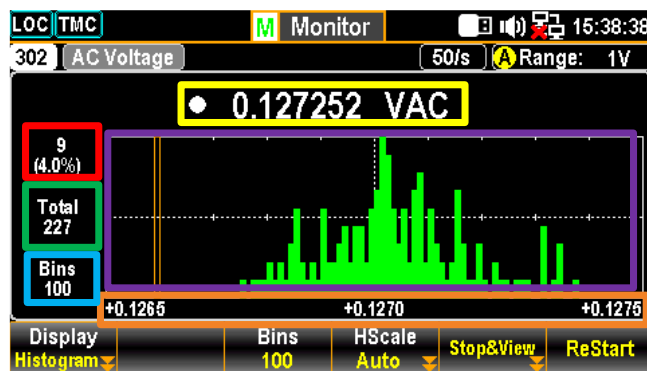 LOC TMC M Monitor 15:38:38
302 AC Voltage 50/s A Range: 1V
0.127252 VAC
9
(4.0%)
Total
227
Bins
100
+0.1265 +0.1270 +0.1275
Display Bins HScale Stop&View ReStart
Histogram 100 Auto